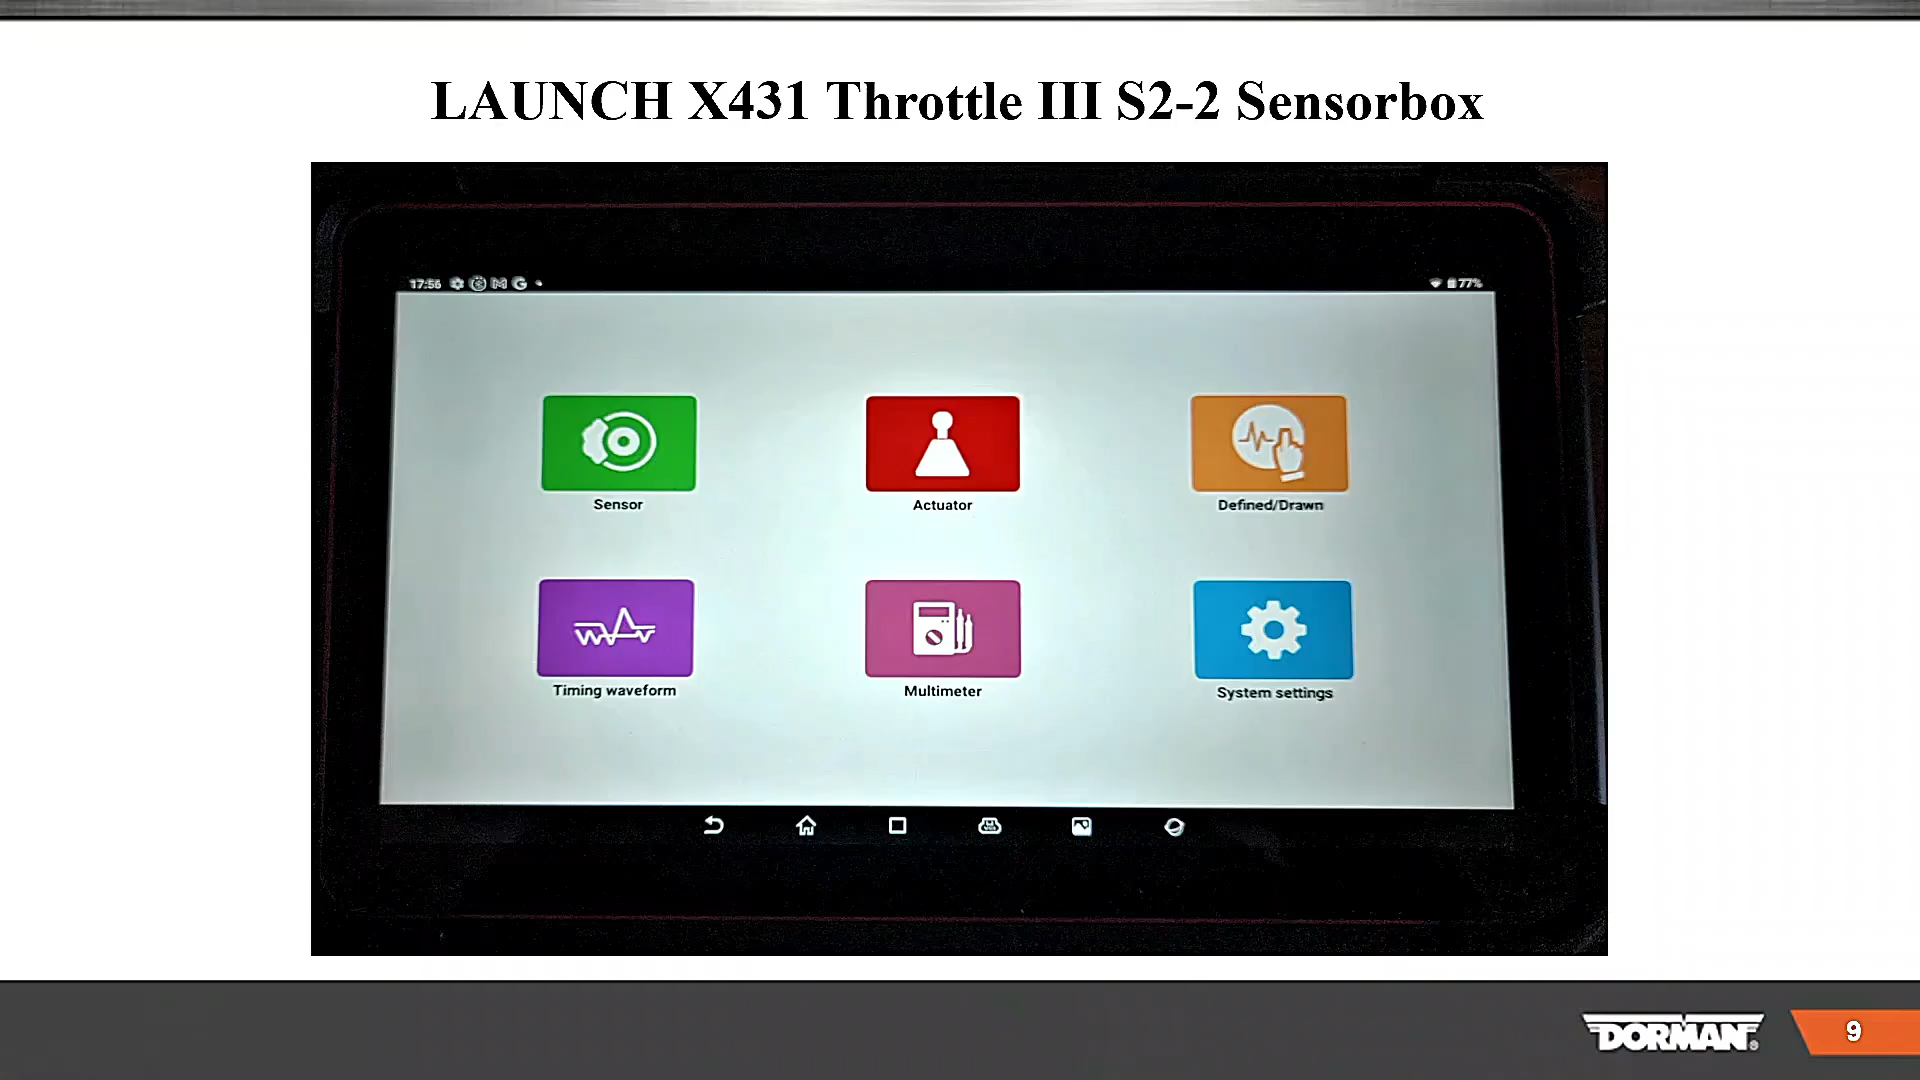 LAUNCH X431 Throttle III S2-2 Sensorbox
17:56
77%
Sensor
Actuator
Defined/Drawn
Timing waveform
Multimeter
System settings
DORMAN®
9